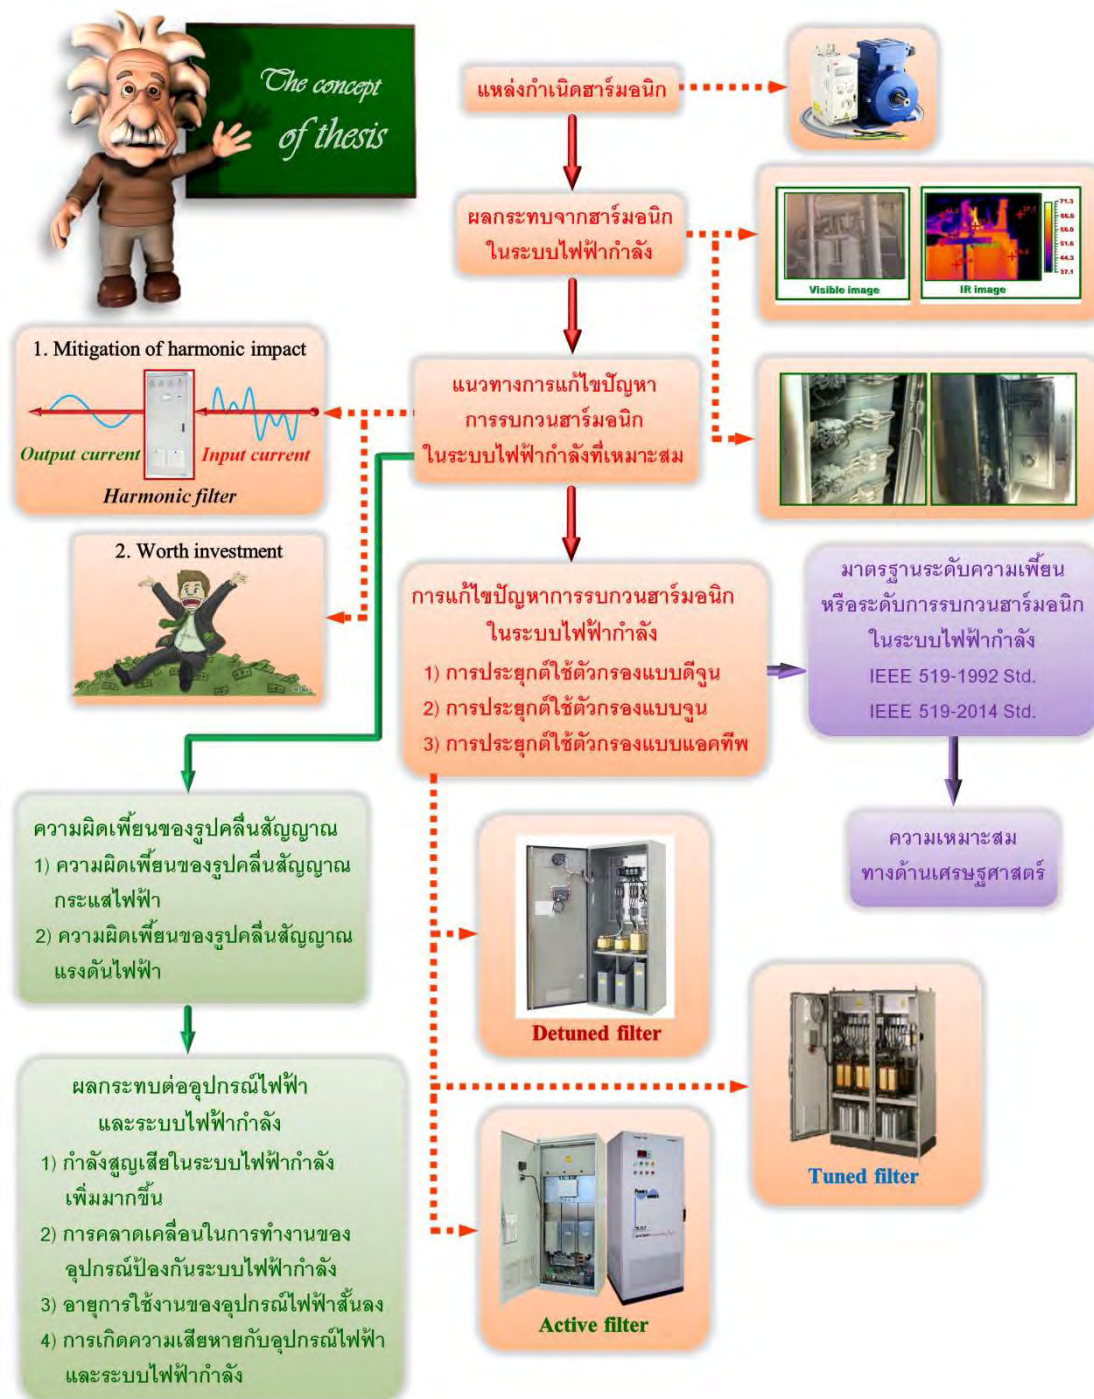 The concept
of thesis
แหล่งกำเนิดฮาร์มอนิก
ผลกระทบจากฮาร์มอนิก
ในระบบไฟฟ้ากำลัง
Visible image
IR image
71.3
44.3
37.1
1. Mitigation of harmonic impact
Output current
Input current
Harmonic filter
แนวทางการแก้ไขปัญหา
การรบกวนฮาร์มอนิก
ในระบบไฟฟ้ากำลังที่เหมาะสม
2. Worth investment
การแก้ไขปัญหาการรบกวนฮาร์มอนิก
ในระบบไฟฟ้ากำลัง
1) การประยุกต์ใช้ตัวกรองแบบดีจูน
2) การประยุกต์ใช้ตัวกรองแบบจูน
3) การประยุกต์ใช้ตัวกรองแบบแอคทีพ
มาตรฐานระดับความเพี้ยน
หรือระดับการรบกวนฮาร์มอนิก
ในระบบไฟฟ้ากำลัง
IEEE 519-1992 Std.
IEEE 519-2014 Std.
ความเหมาะสม
ทางด้านเศรษฐศาสตร์
ความผิดเพี้ยนของรูปคลื่นสัญญาณ
1) ความผิดเพี้ยนของรูปคลื่นสัญญาณ
กระแสไฟฟ้า
2) ความผิดเพี้ยนของรูปคลื่นสัญญาณ
แรงดันไฟฟ้า
Detuned filter
Tuned filter
Active filter
ผลกระทบต่ออุปกรณ์ไฟฟ้า
และระบบไฟฟ้ากำลัง
1) กำลังสูญเสียในระบบไฟฟ้ากำลัง
เพิ่มมากขึ้น
2) การคลาดเคลื่อนในการทำงานของ
อุปกรณ์ป้องกันระบบไฟฟ้ากำลัง
3) อายุการใช้งานของอุปกรณ์ไฟฟ้าสั้นลง
4) การเกิดความเสียหายกับอุปกรณ์ไฟฟ้า
และระบบไฟฟ้ากำลัง